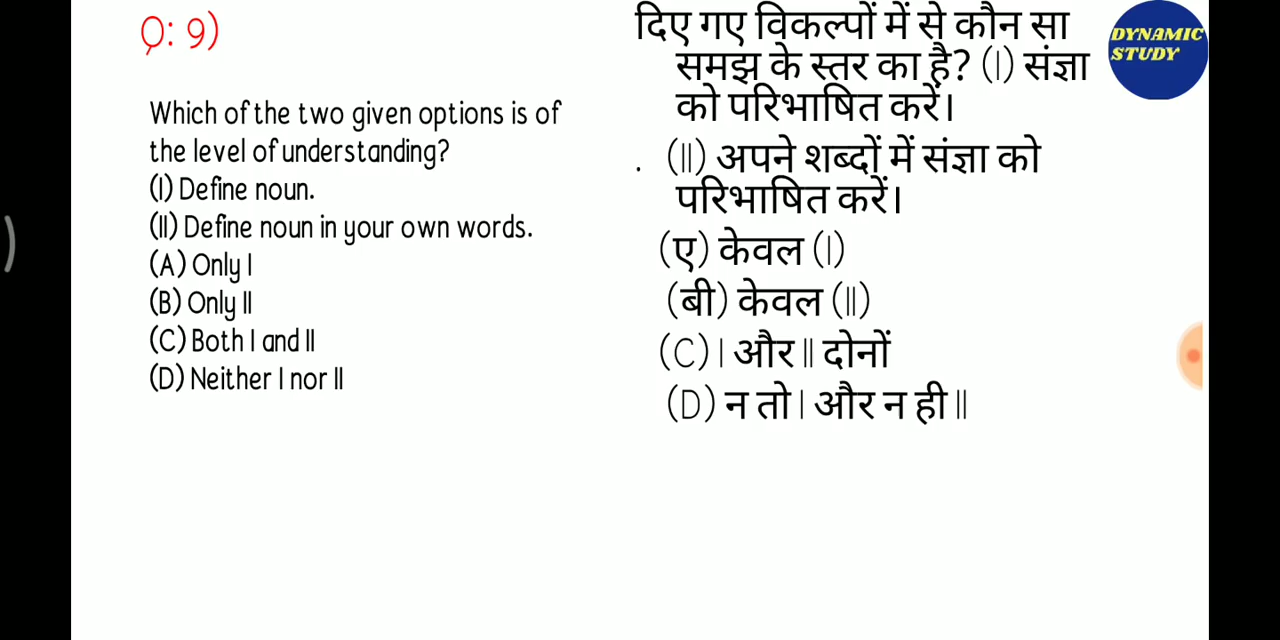 Q: 9)
Which of the two given options is of
the level of understanding?
(I) Define noun.
(II) Define noun in your own words.
(A) Only I
(B) Only II
(C) Both I and II
(D) Neither I nor II
दिए गए विकल्पों में से कौन सा
समझ के स्तर का है? (I) संज्ञा
को परिभाषित करें।
. (II) अपने शब्दों में संज्ञा को
परिभाषित करें।
(ए) केवल (I)
(बी) केवल (II)
(C) I और II दोनों
(D) न तो I और न ही II
DYNAMIC
STUDY